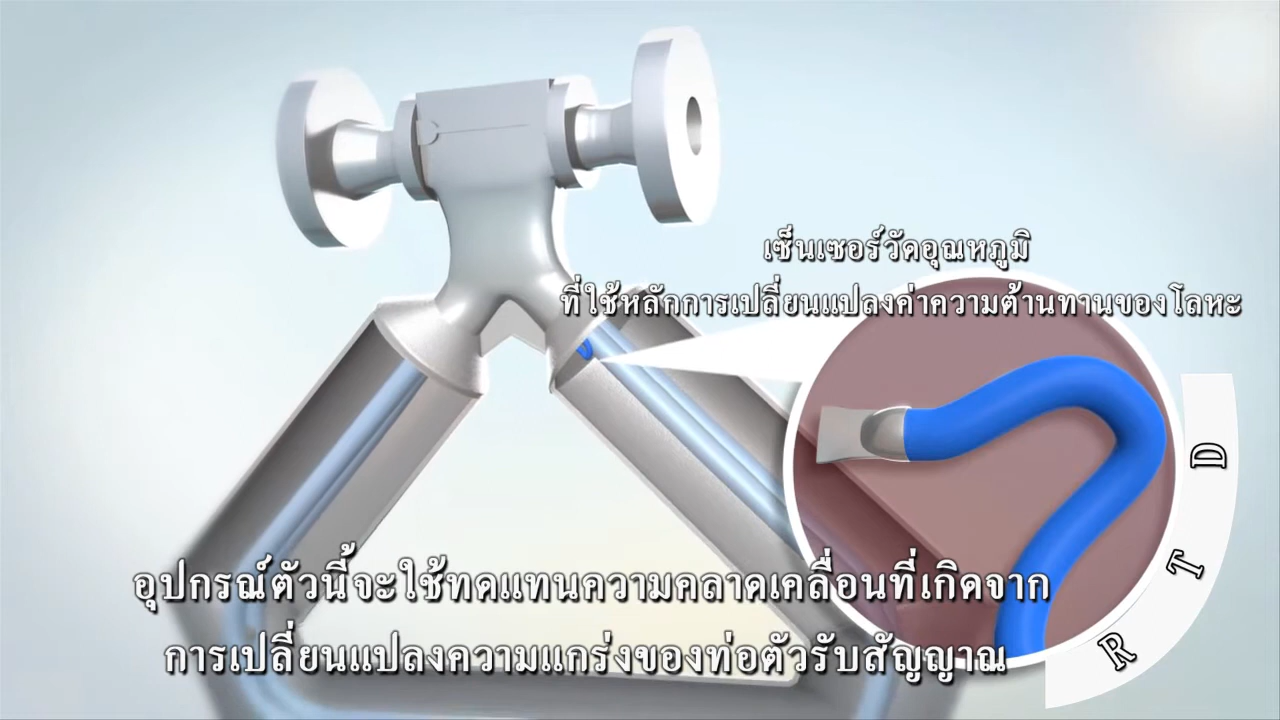 เซ็นเซอร์วัดอุณหภูมิ
ที่ใช้หลักการเปลี่ยนแปลงค่าความต้านทานของโลหะ
RTD
อุปกรณ์ตัวนี้จะใช้ทดแทนความคลาดเคลื่อนที่เกิดจาก
การเปลี่ยนแปลงความแกร่งของท่อตัวรับสัญญาณ